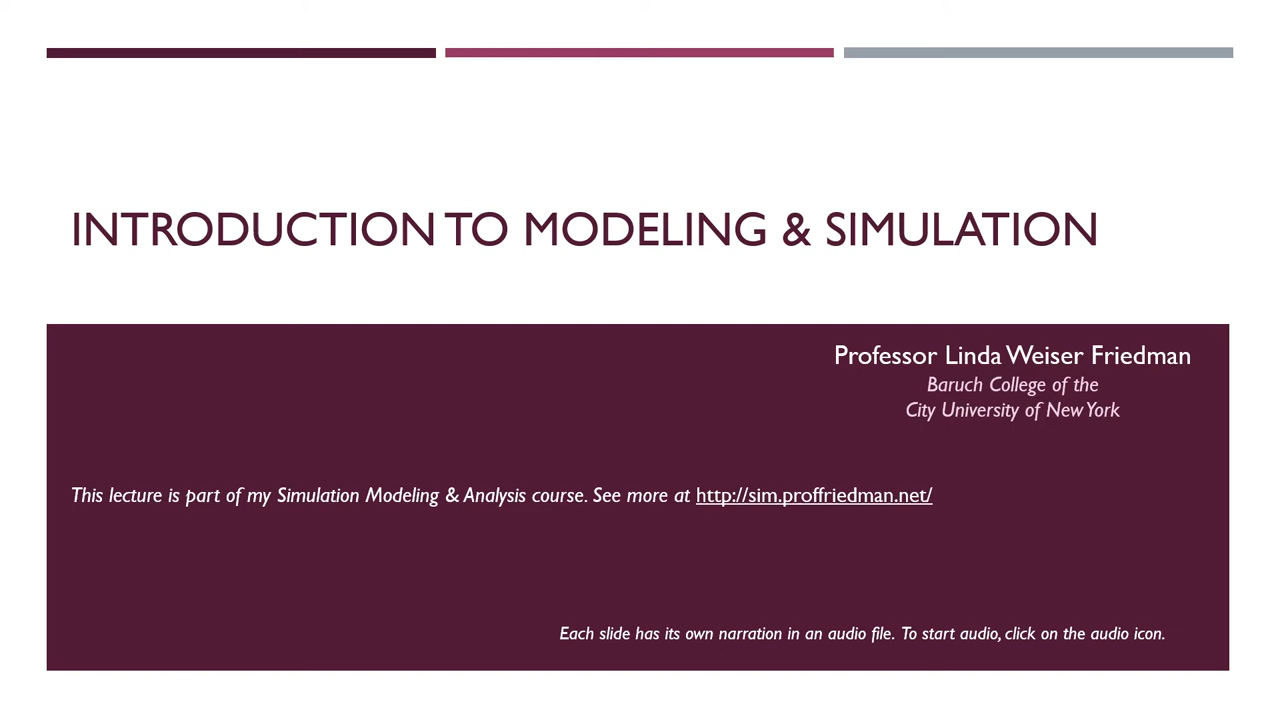 INTRODUCTION TO MODELING & SIMULATION
Professor Linda Weiser Friedman
Baruch College of the
City University of New York
This lecture is part of my Simulation Modeling & Analysis course. See more at http://sim.proffriedman.net/
Each slide has its own narration in an audio file. To start audio, click on the audio icon.